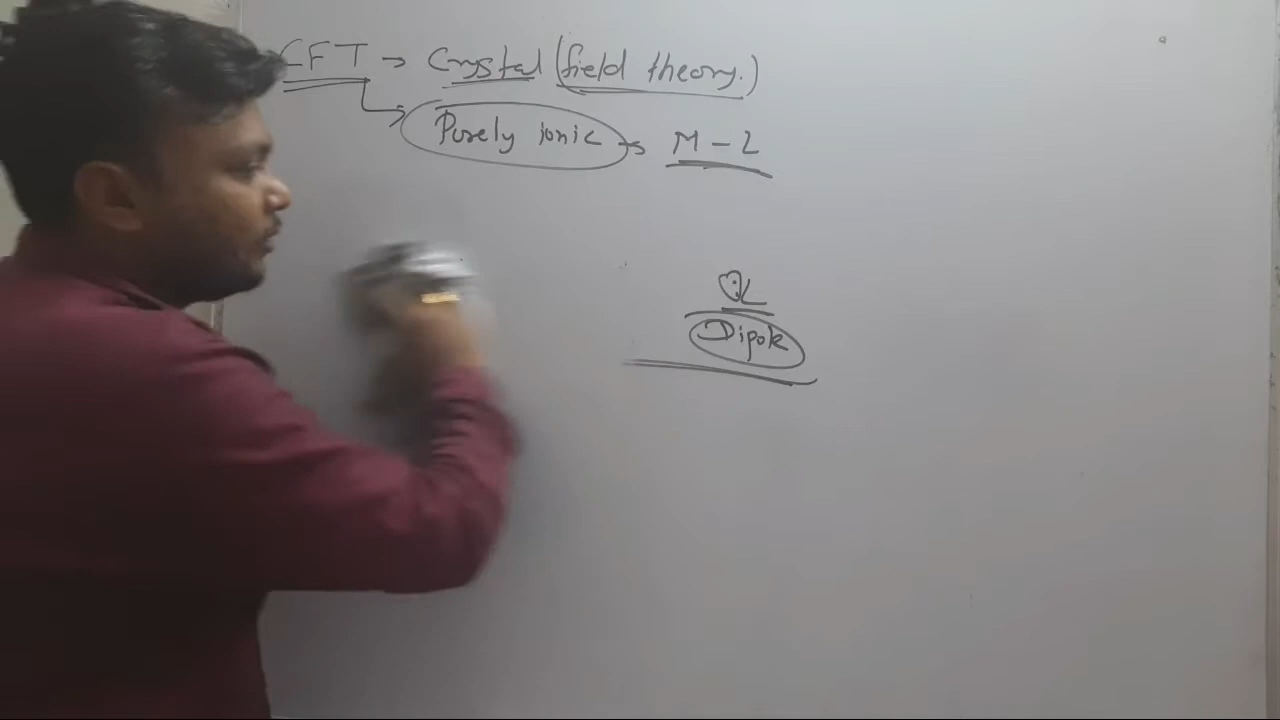 CFT → Crystal (field theory.)
Purely ionic → M - L
L
Dipole